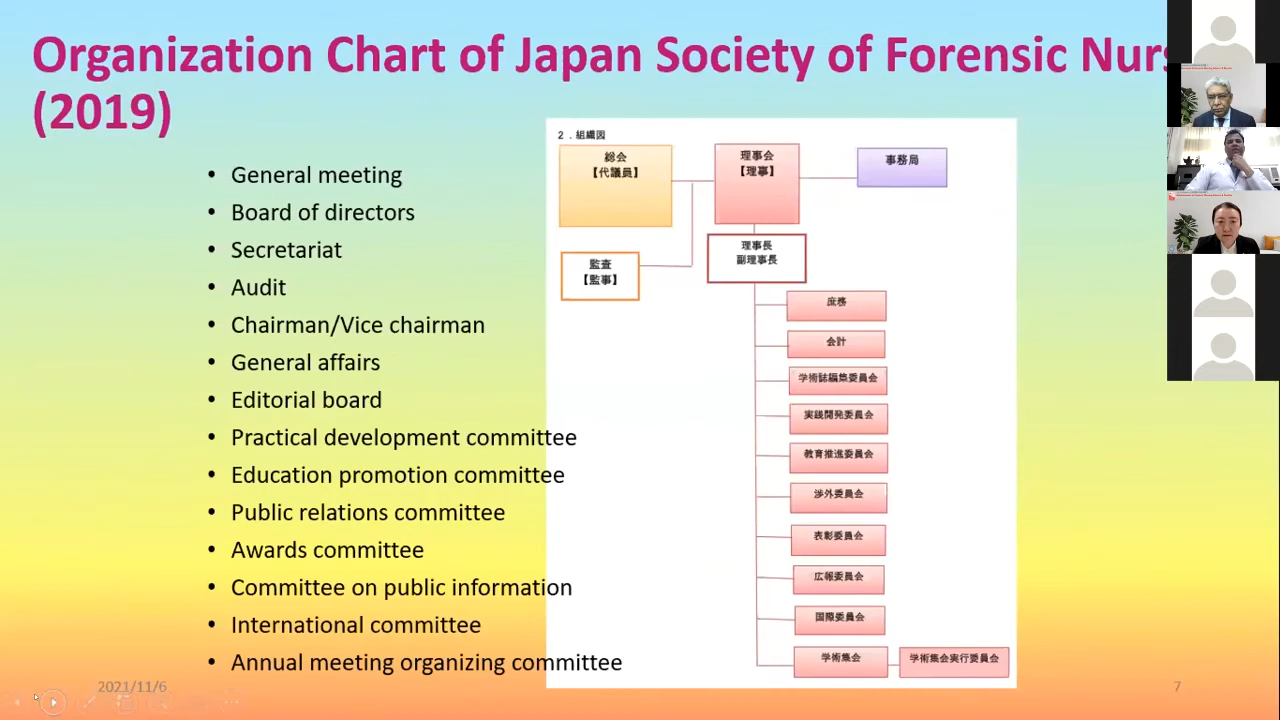 Organization Chart of Japan Society of Forensic Nurs
(2019)
• General meeting
• Board of directors
• Secretariat
• Audit
• Chairman/Vice chairman
• General affairs
• Editorial board
• Practical development committee
• Education promotion committee
• Public relations committee
• Awards committee
• Committee on public information
• International committee
• Annual meeting organizing committee
2．組織図
総会
【代議員】
理事会
【理事】
事務局
監査
【監事】
理事長
副理事長
庶務
会計
学術誌編集委員会
実践開発委員会
教育推進委員会
渉外委員会
表彰委員会
広報委員会
国際委員会
学術集会
学術集会実行委員会
2021/11/6
7